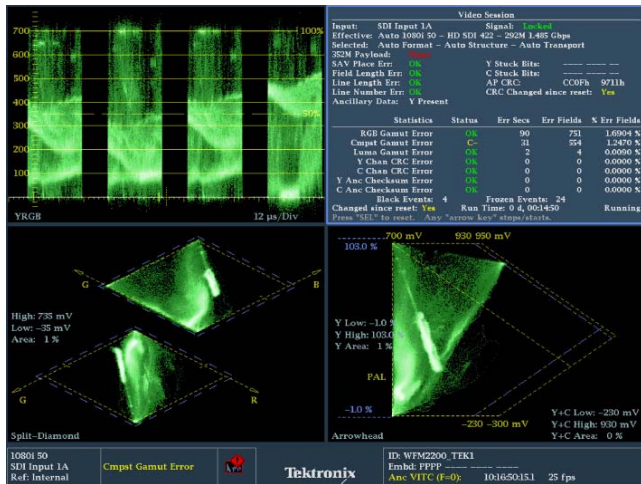 700
600
500
400
300
200
100
0
100%
50%
YRGB
12 µs/Div
Video Session
Input: SDI Input 1A Signal: Locked
Effective: Auto 1080i 50 – HD SDI 422 – 292M 1.485 Gbps
Selected: Auto Format – Auto Structure – Auto Transport
352M Payload:
SAV Place Err: OK Y Stuck Bits: –––– –––– ––
Field Length Err: OK C Stuck Bits: –––– –––– ––
Line Length Err: OK AP CRC: CC0Fh 9711h
Line Number Err: OK CRC Changed since reset: Yes
Ancillary Data: Y Present
Statistics Status Err Secs Err Fields % Err Fields
RGB Gamut Error OK 90 751 1.6904 %
Cmpst Gamut Error C– 31 554 1.2470 %
Luma Gamut Error OK 2 4 0.0090 %
Y Chan CRC Error OK 0 0 0.0000 %
C Chan CRC Error OK 0 0 0.0000 %
Y Anc Checksum Error OK 0 0 0.0000 %
C Anc Checksum Error OK 0 0 0.0000 %
Black Events: 4 Frozen Events: 24
Changed since reset: Yes Run Time: 0 d, 00:14:50 Running
Press "SEL" to reset. Any "arrow key" stops/starts.
G
B
High: 735 mV
Low: –35 mV
Area: 1 %
G
R
Split–Diamond
700 mV 930 950 mV
103.0 %
Y Low: –1.0 %
Y High: 103.0 %
Y Area: 1 %
PAL
–1.0 %
–230 –300 mV
Y+C Low: –230 mV
Y+C High: 930 mV
Y+C Area: 0 %
Arrowhead
1080i 50
SDI Input 1A
Ref: Internal
Cmpst Gamut Error
Tektronix
ID: WFM2200_TEK1
Embd: PPPP –––– –––– ––––
Anc VITC (F=0): 10:16:50:15.1 25 fps